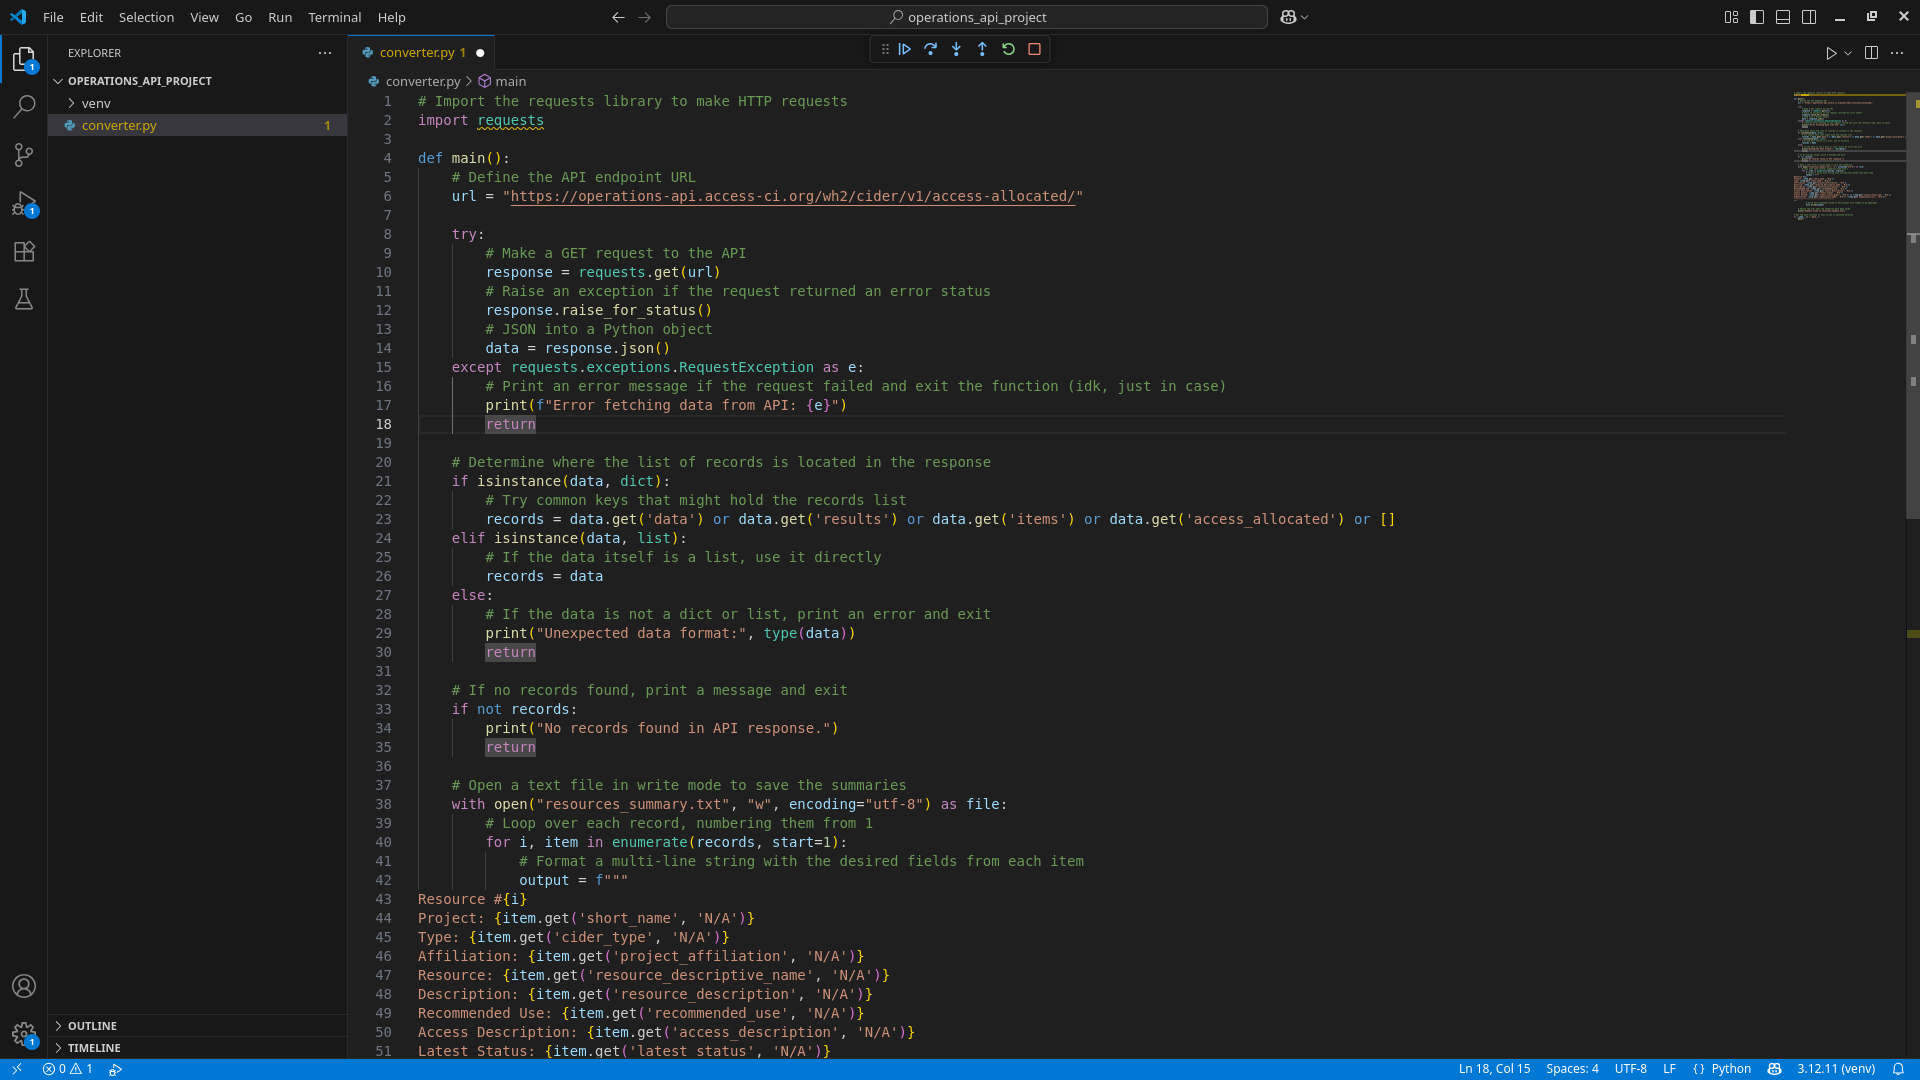 File Edit Selection View Go Run Terminal Help
operations_api_project
EXPLORER
OPERATIONS_API_PROJECT
venv
converter.py 1
OUTLINE
TIMELINE
converter.py 1
converter.py > main
1 # Import the requests library to make HTTP requests
2 import requests
3
4 def main():
5 # Define the API endpoint URL
6 url = "https://operations-api.access-ci.org/wh2/cider/v1/access-allocated/"
7
8 try:
9 # Make a GET request to the API
10 response = requests.get(url)
11 # Raise an exception if the request returned an error status
12 response.raise_for_status()
13 # JSON into a Python object
14 data = response.json()
15 except requests.exceptions.RequestException as e:
16 # Print an error message if the request failed and exit the function (idk, just in case)
17 print(f"Error fetching data from API: {e}")
18 return
19
20 # Determine where the list of records is located in the response
21 if isinstance(data, dict):
22 # Try common keys that might hold the records list
23 records = data.get('data') or data.get('results') or data.get('items') or data.get('access_allocated') or []
24 elif isinstance(data, list):
25 # If the data itself is a list, use it directly
26 records = data
27 else:
28 # If the data is not a dict or list, print an error and exit
29 print("Unexpected data format:", type(data))
30 return
31
32 # If no records found, print a message and exit
33 if not records:
34 print("No records found in API response.")
35 return
36
37 # Open a text file in write mode to save the summaries
38 with open("resources_summary.txt", "w", encoding="utf-8") as file:
39 # Loop over each record, numbering them from 1
40 for i, item in enumerate(records, start=1):
41 # Format a multi-line string with the desired fields from each item
42 output = f"""
43 Resource #{i}
44 Project: {item.get('short_name', 'N/A')}
45 Type: {item.get('cider_type', 'N/A')}
46 Affiliation: {item.get('project_affiliation', 'N/A')}
47 Resource: {item.get('resource_descriptive_name', 'N/A')}
48 Description: {item.get('resource_description', 'N/A')}
49 Recommended Use: {item.get('recommended_use', 'N/A')}
50 Access Description: {item.get('access_description', 'N/A')}
51 Latest Status: {item.get('latest_status', 'N/A')}
1
1
1
0 1
Ln 18, Col 15 Spaces: 4 UTF-8 LF {} Python 3.12.11 (venv)